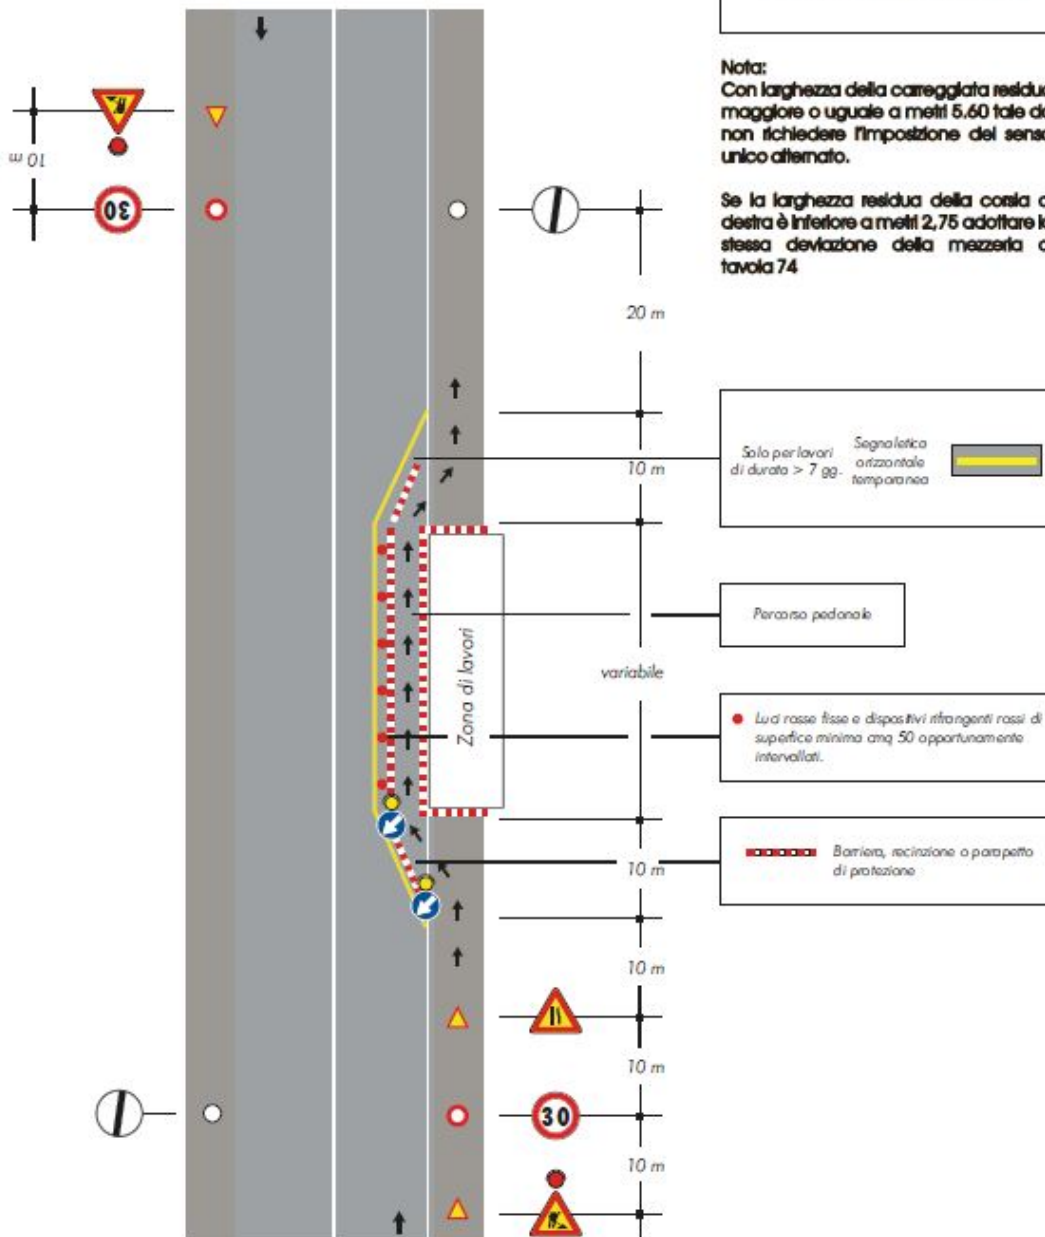 Nota:
Con larghezza della carreggiata residua
maggiore o uguale a metri 5.60 tale da
non richiedere l'imposizione del senso
unico alternato.
Se la larghezza residua della corsia a
destra è inferiore a metri 2,75 adottare la
stessa deviazione della mezzeria a
tavola 74
10 m
30
20 m
10 m
Solo per lavori
di durata > 7 gg.
Segnaletica
orizzontale
temporanea
Percorso pedonale
Zona di lavori
variabile
Luci rosse fisse e dispositivi rifrangenti rossi di
superfice minima cmq 50 opportunamente
intervallati.
Barriera, recinzione o parapetto
di protezione
10 m
10 m
10 m
30
10 m